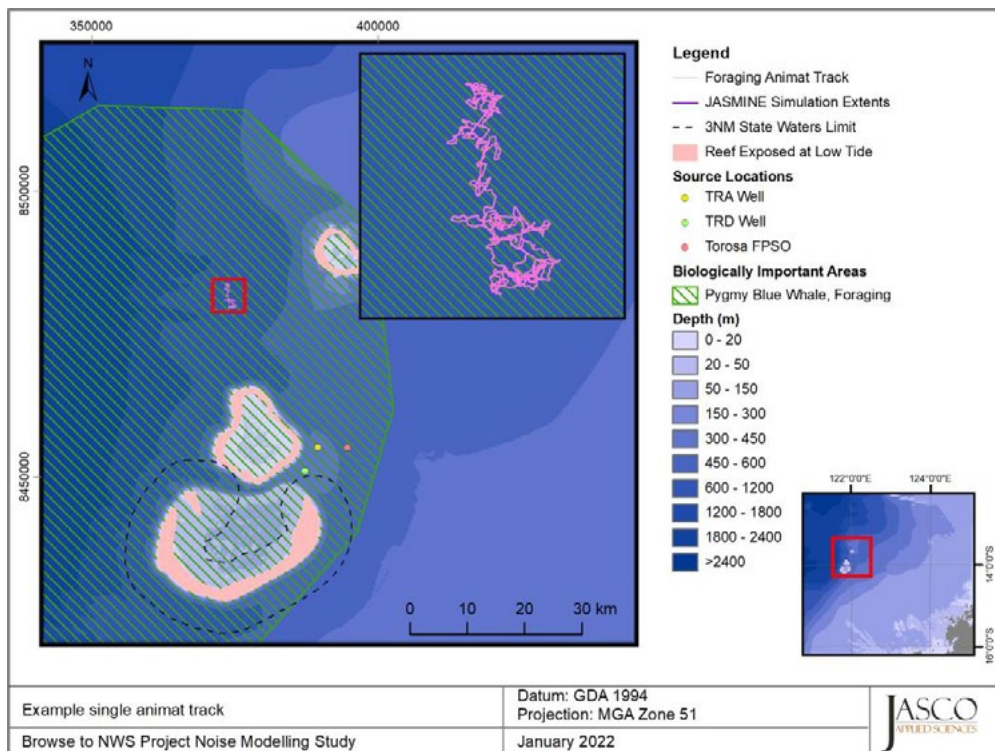 350000
400000
N
8500000
8450000
0 10 20 30 km
Legend
Foraging Animat Track
JASMINE Simulation Extents
3NM State Waters Limit
Reef Exposed at Low Tide
Source Locations
TRA Well
TRD Well
Torosa FPSO
Biologically Important Areas
Pygmy Blue Whale, Foraging
Depth (m)
0 - 20
20 - 50
50 - 150
150 - 300
300 - 450
450 - 600
600 - 1200
1200 - 1800
1800 - 2400
>2400
122°0'0"E 124°0'0"E
14°0'0"S
16°0'0"S
Example single animat track
Browse to NWS Project Noise Modelling Study
Datum: GDA 1994
Projection: MGA Zone 51
January 2022
JASCO
APPLIED SCIENCES